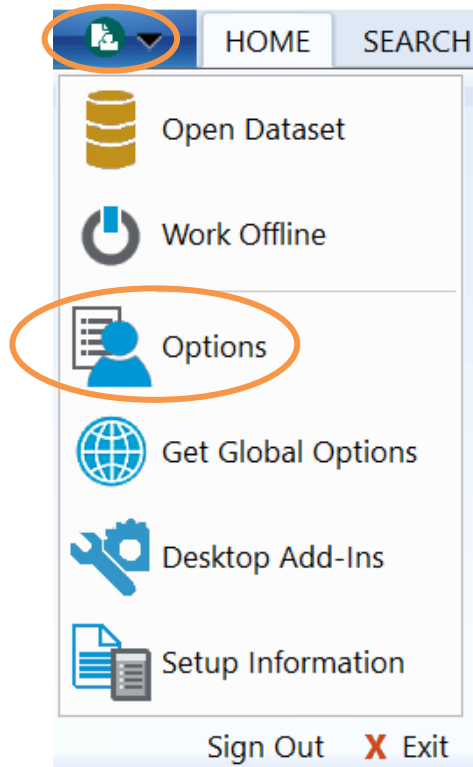 HOME SEARCH
Open Dataset
Work Offline
Options
Get Global Options
Desktop Add-Ins
Setup Information
Sign Out X Exit